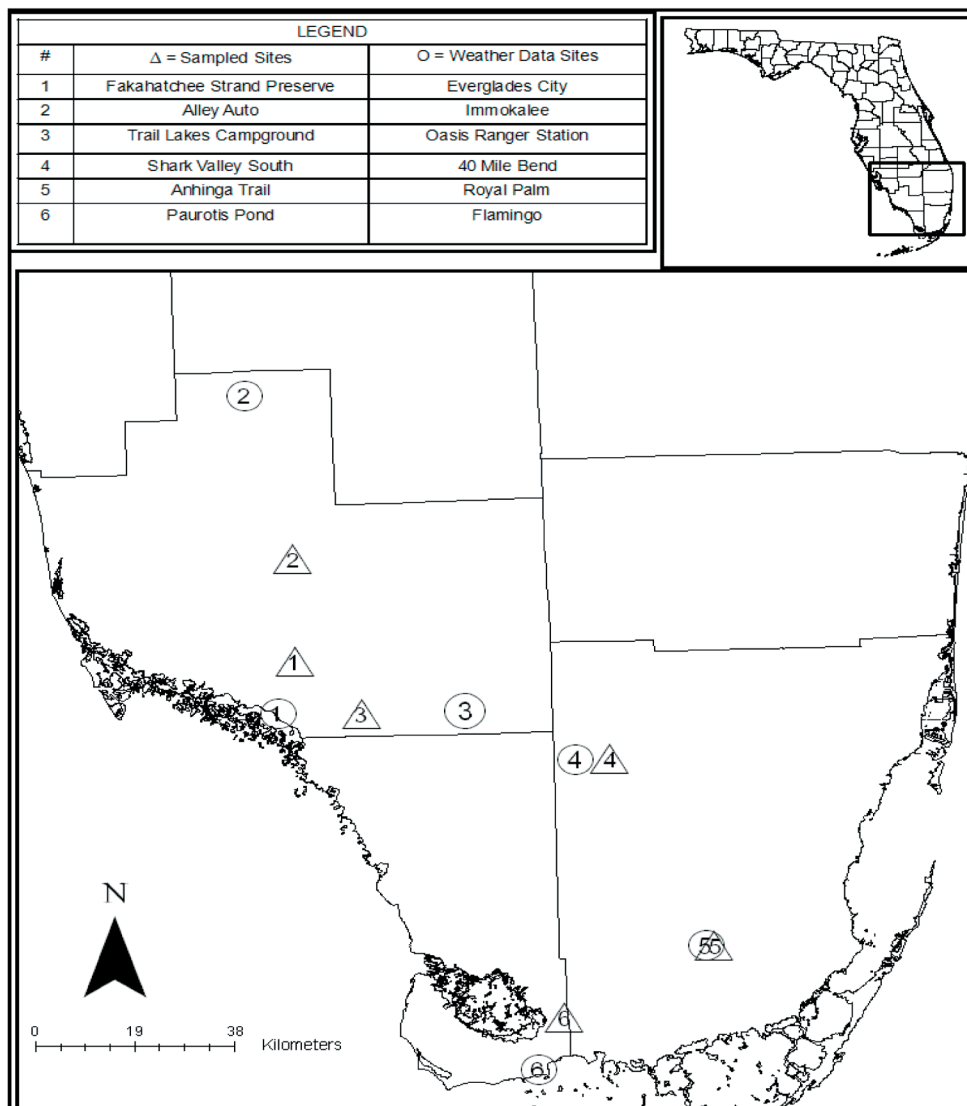 LEGEND
# Δ = Sampled Sites O = Weather Data Sites
1 Fakahatchee Strand Preserve Everglades City
2 Alley Auto Immokalee
3 Trail Lakes Campground Oasis Ranger Station
4 Shark Valley South 40 Mile Bend
5 Anhinga Trail Royal Palm
6 Paurotis Pond Flamingo
2
2
1
1 3 3
4 4
N
5 5
6
0 19 38
Kilometers
6